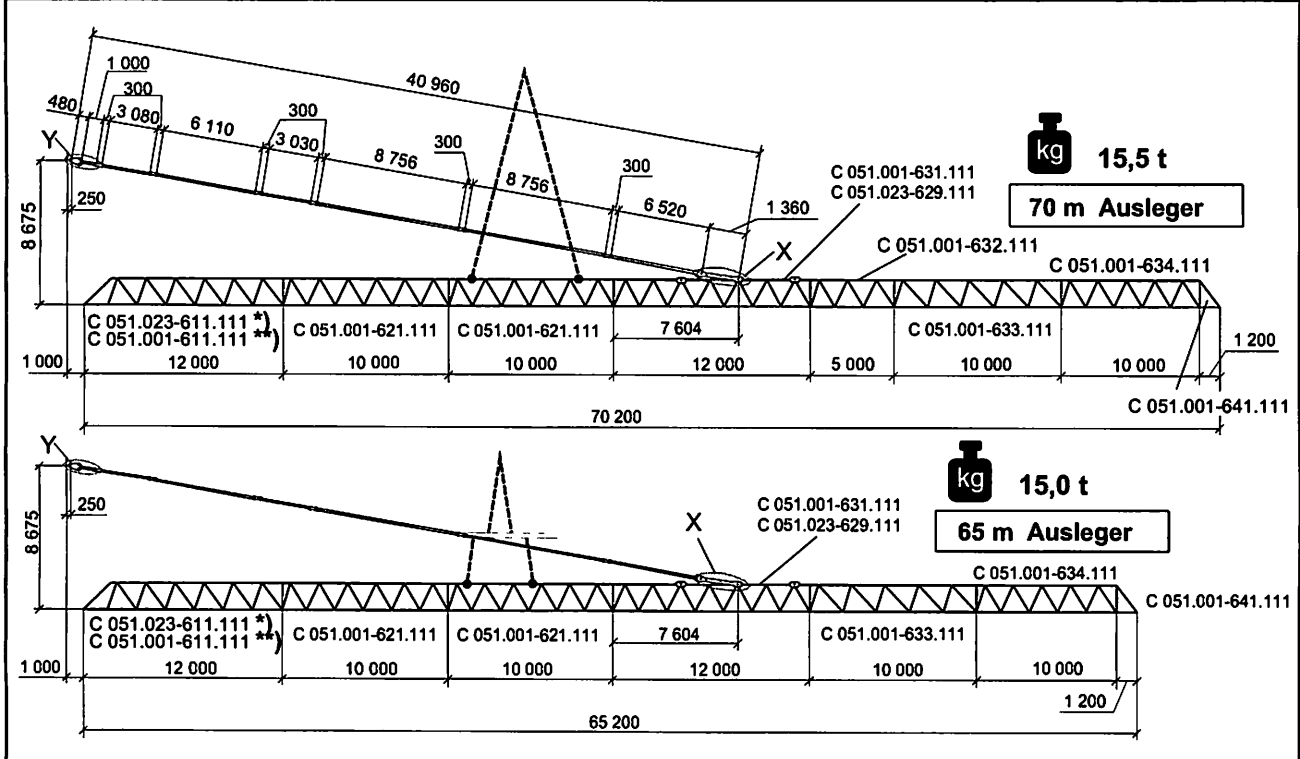 1 000
40 960
480
300
3 080
6 110
300
3 030
8 756
300
8 756
300
6 520
1 360
Y
250
8 675
X
kg
15,5 t
70 m Ausleger
C 051.001-631.111
C 051.023-629.111
C 051.001-632.111
C 051.001-634.111
C 051.023-611.111 *)
C 051.001-611.111 **)
C 051.001-621.111
C 051.001-621.111
7 604
C 051.001-633.111
1 200
1 000
12 000
10 000
10 000
12 000
5 000
10 000
10 000
C 051.001-641.111
70 200
Y
250
8 675
X
kg
15,0 t
65 m Ausleger
C 051.001-631.111
C 051.023-629.111
C 051.001-634.111
C 051.001-641.111
C 051.023-611.111 *)
C 051.001-611.111 **)
C 051.001-621.111
C 051.001-621.111
7 604
C 051.001-633.111
1 000
12 000
10 000
10 000
12 000
10 000
10 000
1 200
65 200